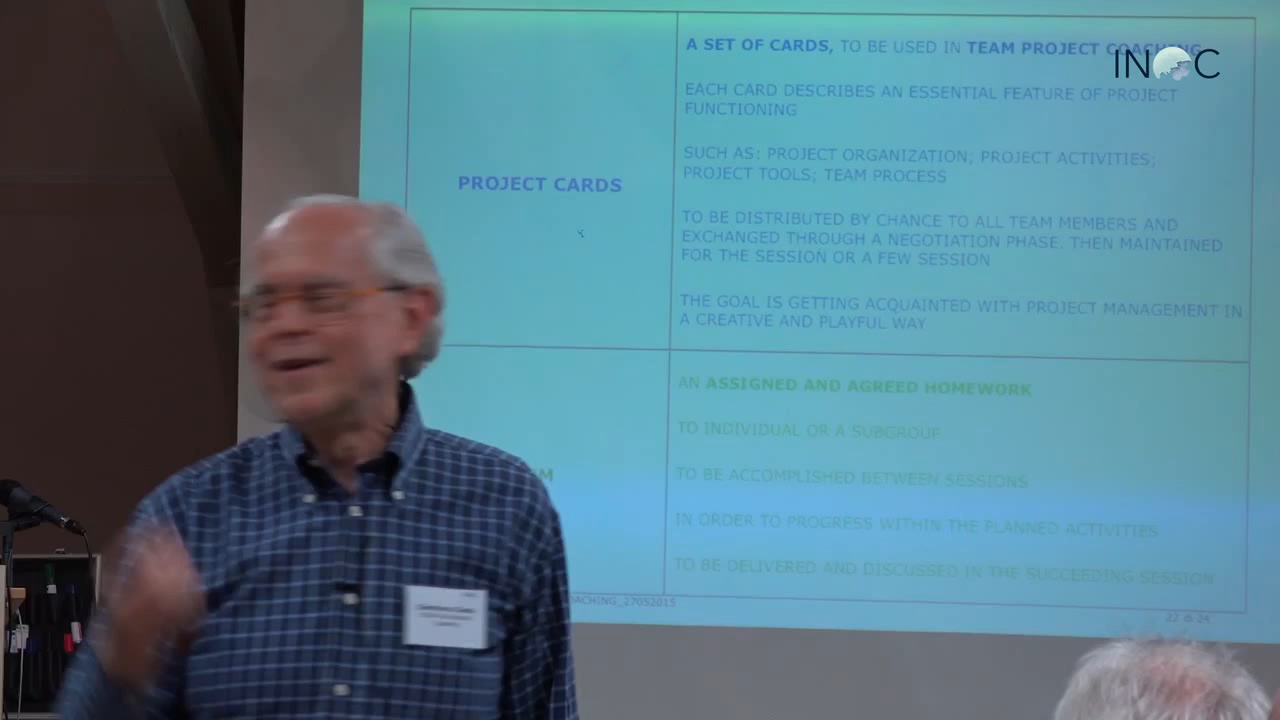 A SET OF CARDS, TO BE USED IN TEAM PROJECT COACHING
INOC
EACH CARD DESCRIBES AN ESSENTIAL FEATURE OF PROJECT
FUNCTIONING
SUCH AS: PROJECT ORGANIZATION; PROJECT ACTIVITIES;
PROJECT TOOLS; TEAM PROCESS
PROJECT CARDS
TO BE DISTRIBUTED BY CHANCE TO ALL TEAM MEMBERS AND
EXCHANGED THROUGH A NEGOTIATION PHASE. THEN MAINTAINED
FOR THE SESSION OR A FEW SESSION
THE GOAL IS GETTING ACQUAINTED WITH PROJECT MANAGEMENT IN
A CREATIVE AND PLAYFUL WAY
AN ASSIGNED AND AGREED HOMEWORK
TO INDIVIDUAL OR A SUBGROUP
TO BE ACCOMPLISHED BETWEEN SESSIONS
IN ORDER TO PROGRESS WITHIN THE PLANNED ACTIVITIES
TO BE DELIVERED AND DISCUSSED IN THE SUCCEEDING SESSION
ACHING_27052015
22 di 24